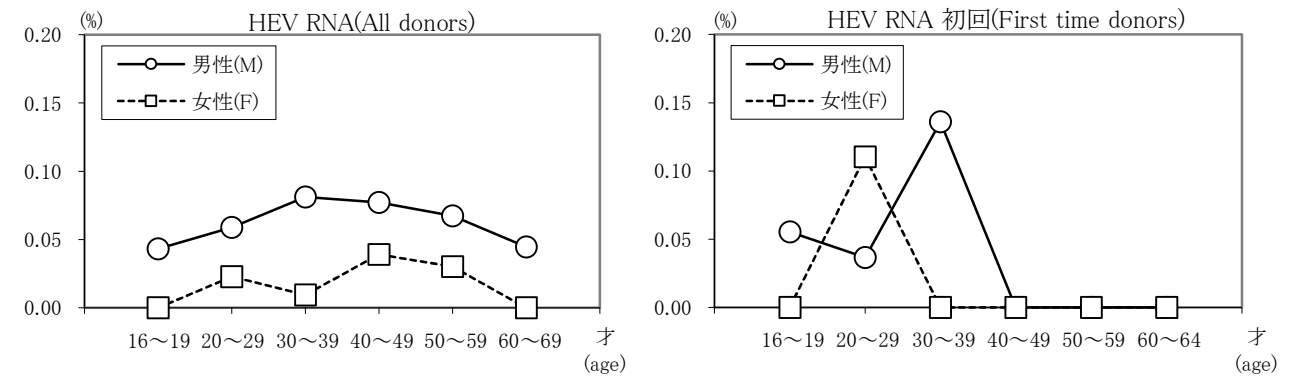 (%)
HEV RNA(All donors)
0.20
0.15
0.10
0.05
0.00
男性(M)
女性(F)
16～19 20～29 30～39 40～49 50～59 60～69
才
(age)
(%)
HEV RNA 初回(First time donors)
0.20
0.15
0.10
0.05
0.00
男性(M)
女性(F)
16～19 20～29 30～39 40～49 50～59 60～64
才
(age)